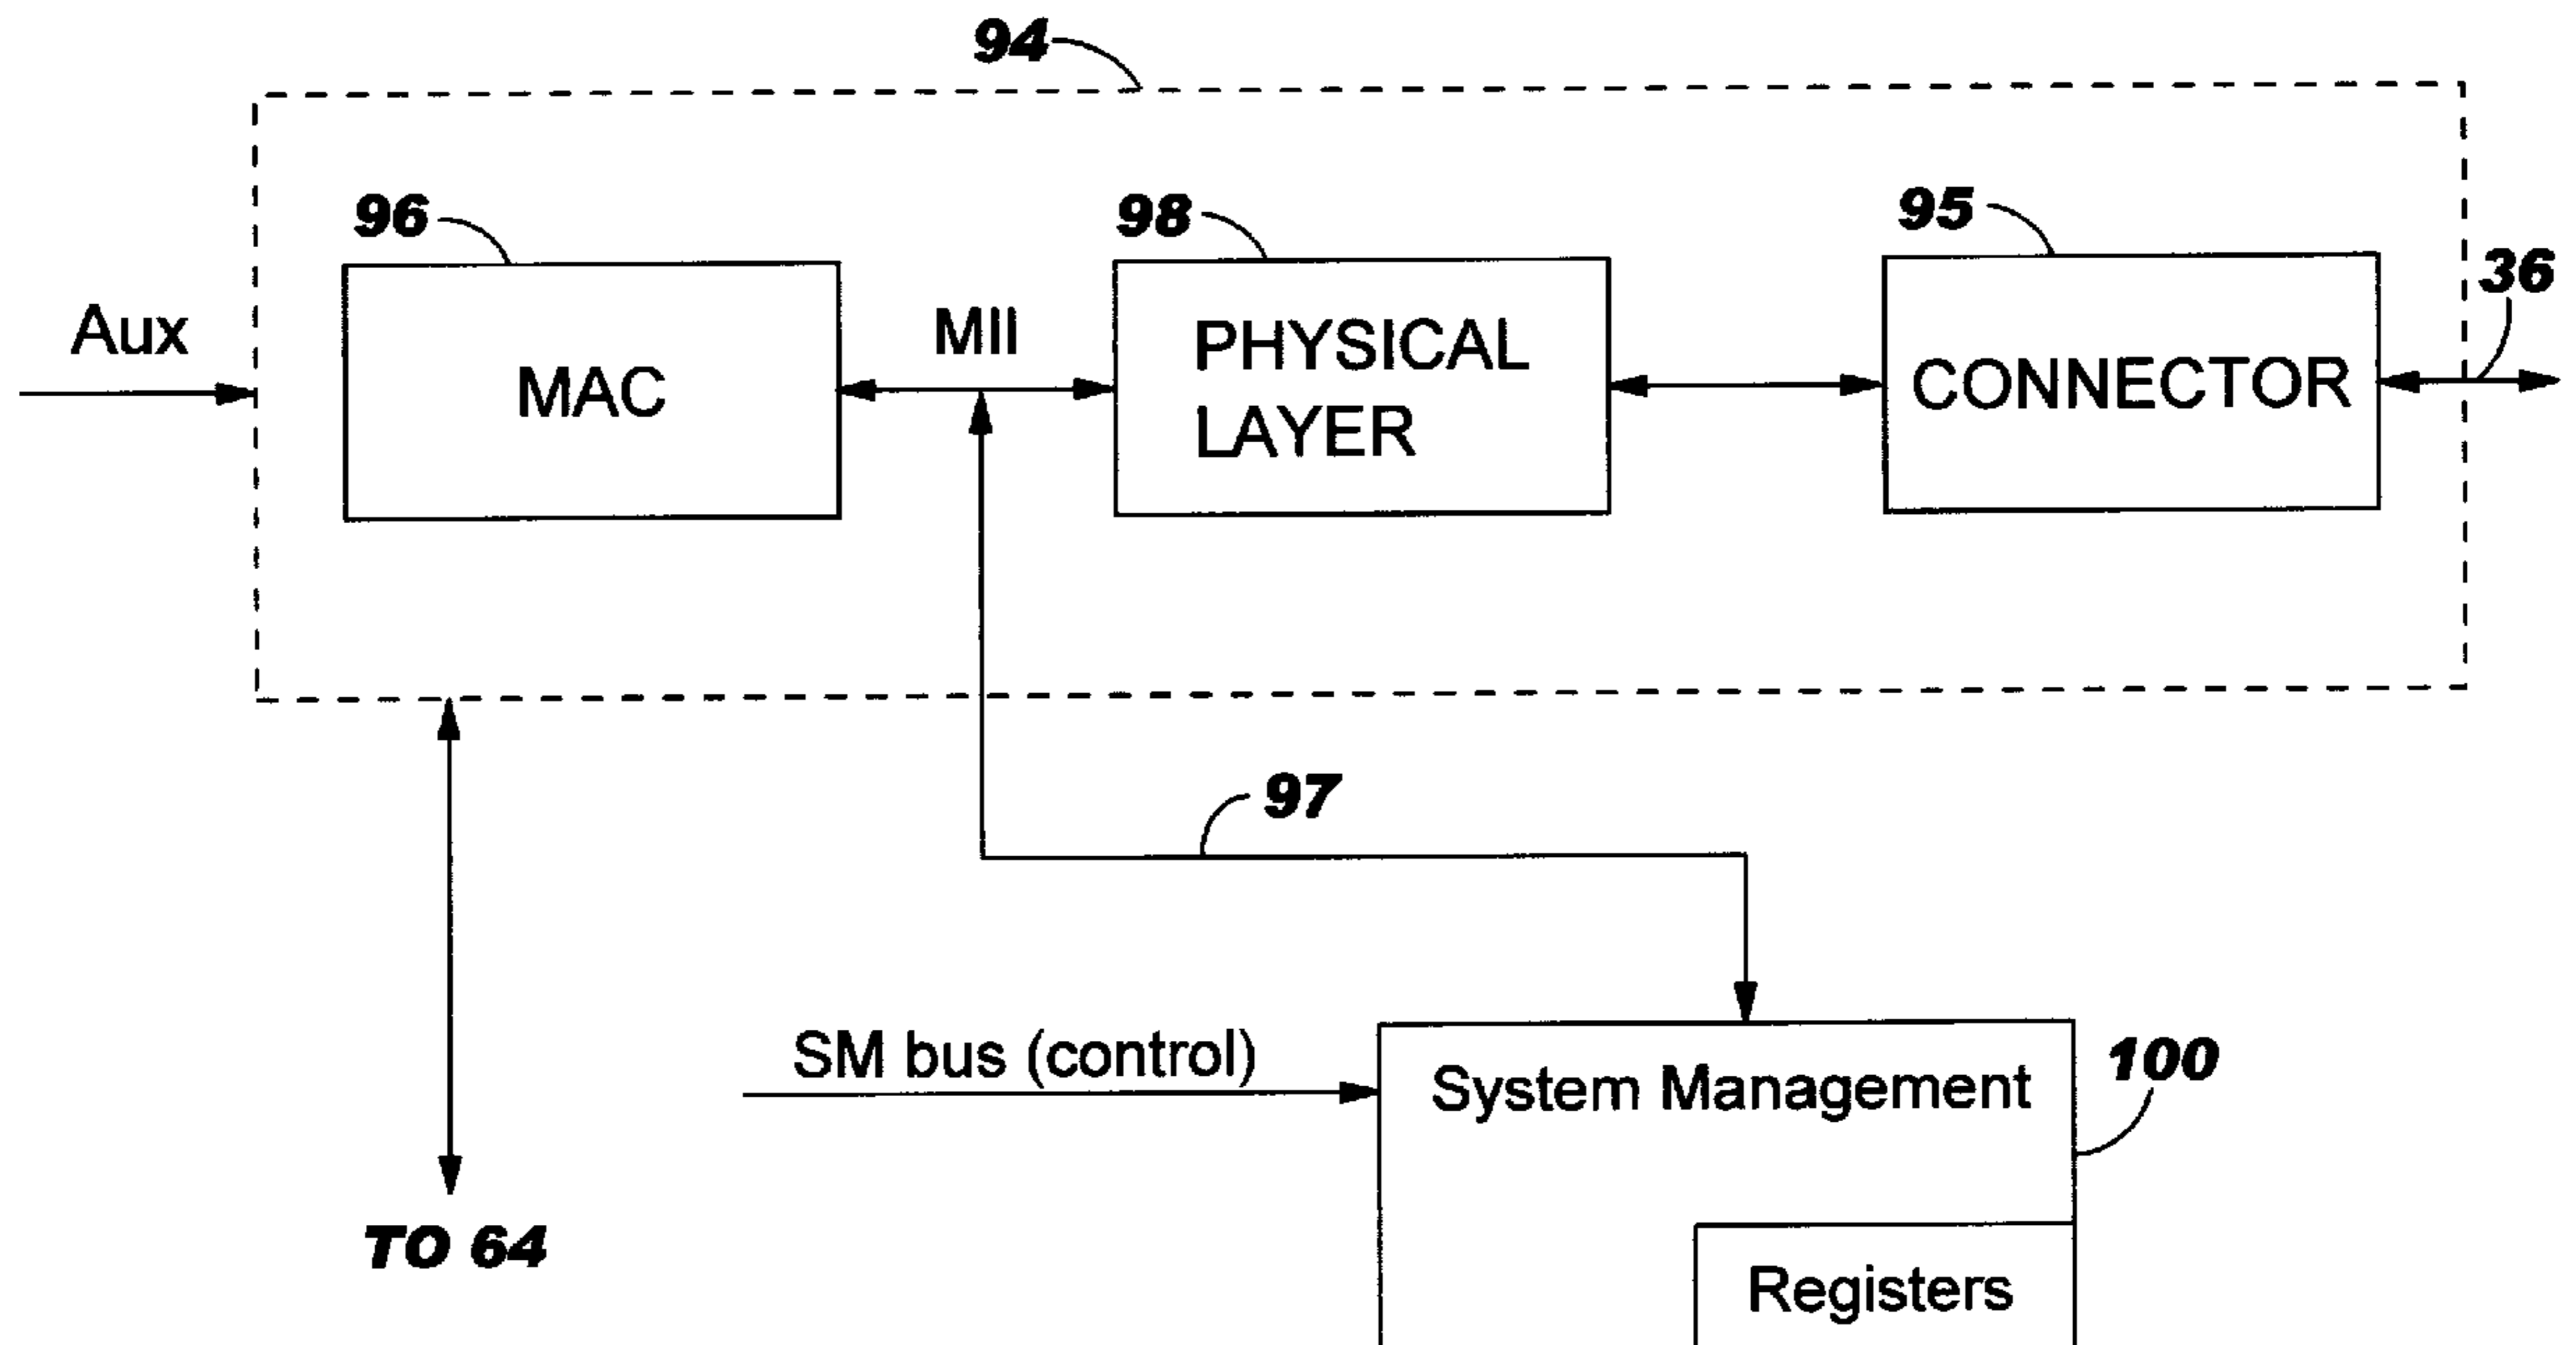 94
96
98
95
36
Aux
MAC
MII
PHYSICAL
LAYER
CONNECTOR
97
SM bus (control)
System Management
100
TO 64
Registers